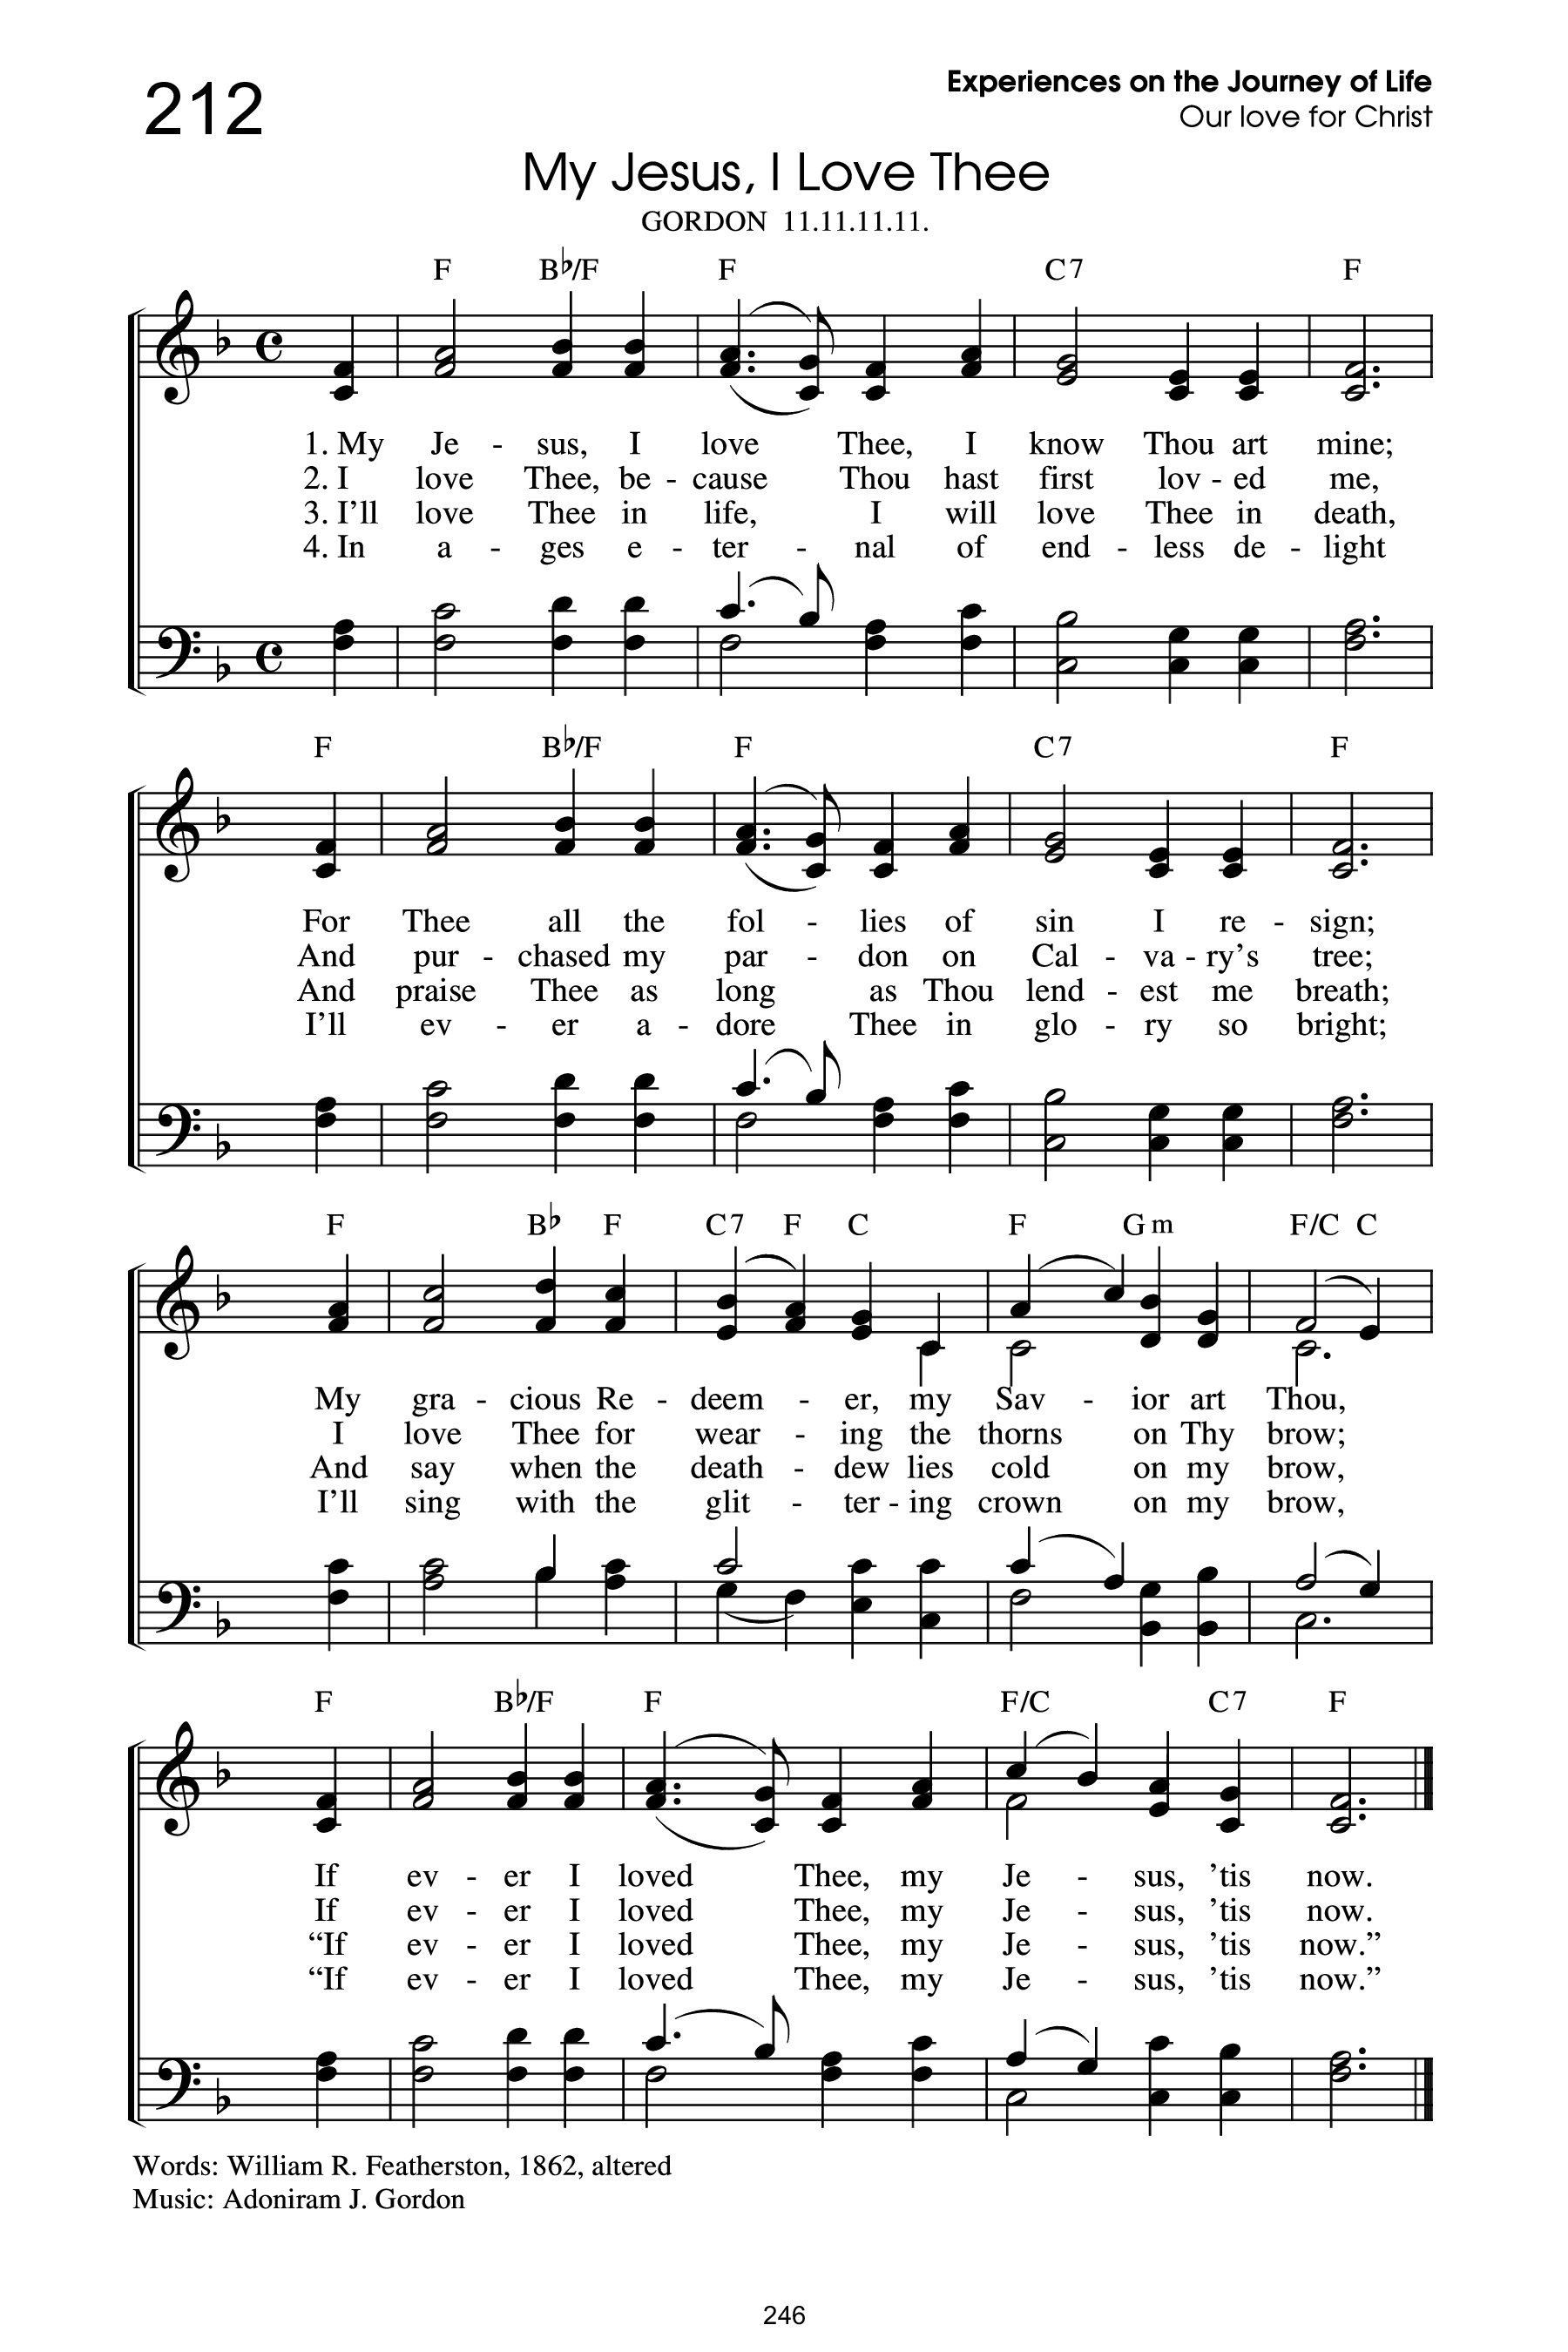 212
Experiences on the Journey of Life
Our love for Christ
My Jesus, I Love Thee
GORDON 11.11.11.11.
F B♭/F F C7 F
1. My Je - sus, I love Thee, I know Thou art mine;
2. I love Thee, be - cause Thou hast first lov - ed me,
3. I'll love Thee in life, I will love Thee in death,
4. In a - ges e - ter - nal of end - less de - light
F B♭/F F C7 F
For Thee all the fol - lies of sin I re - sign;
And pur - chased my par - don on Cal - va - ry's tree;
And praise Thee as long as Thou lend - est me breath;
I'll ev - er a - dore Thee in glo - ry so bright;
F B♭ F C7 F C F Gm F/C C
My gra - cious Re - deem - er, my Sav - ior art Thou,
I love Thee for wear - ing the thorns on Thy brow;
And say when the death - dew lies cold on my brow,
I'll sing with the glit - ter - ing crown on my brow,
F B♭/F F F/C C7 F
If ev - er I loved Thee, my Je - sus, 'tis now.
If ev - er I loved Thee, my Je - sus, 'tis now.
“If ev - er I loved Thee, my Je - sus, 'tis now.”
“If ev - er I loved Thee, my Je - sus, 'tis now.”
Words: William R. Featherston, 1862, altered
Music: Adoniram J. Gordon
246